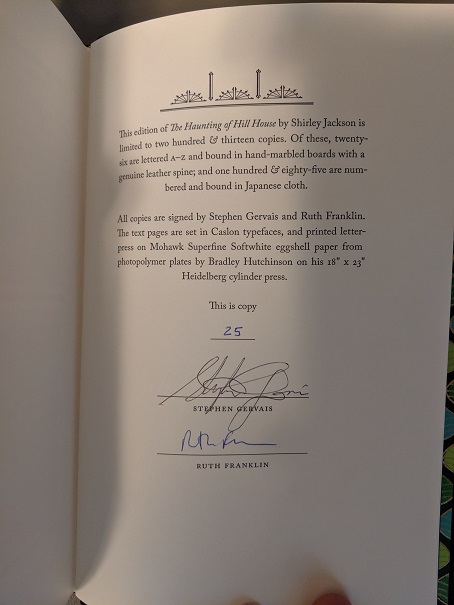 This edition of The Haunting of Hill House by Shirley Jackson is
limited to two hundred & thirteen copies. Of these, twenty-
six are lettered A–Z and bound in hand-marbled boards with a
genuine leather spine; and one hundred & eighty-five are num-
bered and bound in Japanese cloth.
All copies are signed by Stephen Gervais and Ruth Franklin.
The text pages are set in Caslon typefaces, and printed letter-
press on Mohawk Superfine Softwhite eggshell paper from
photopolymer plates by Bradley Hutchinson on his 18" x 23"
Heidelberg cylinder press.
This is copy
25
STEPHEN GERVAIS
RUTH FRANKLIN